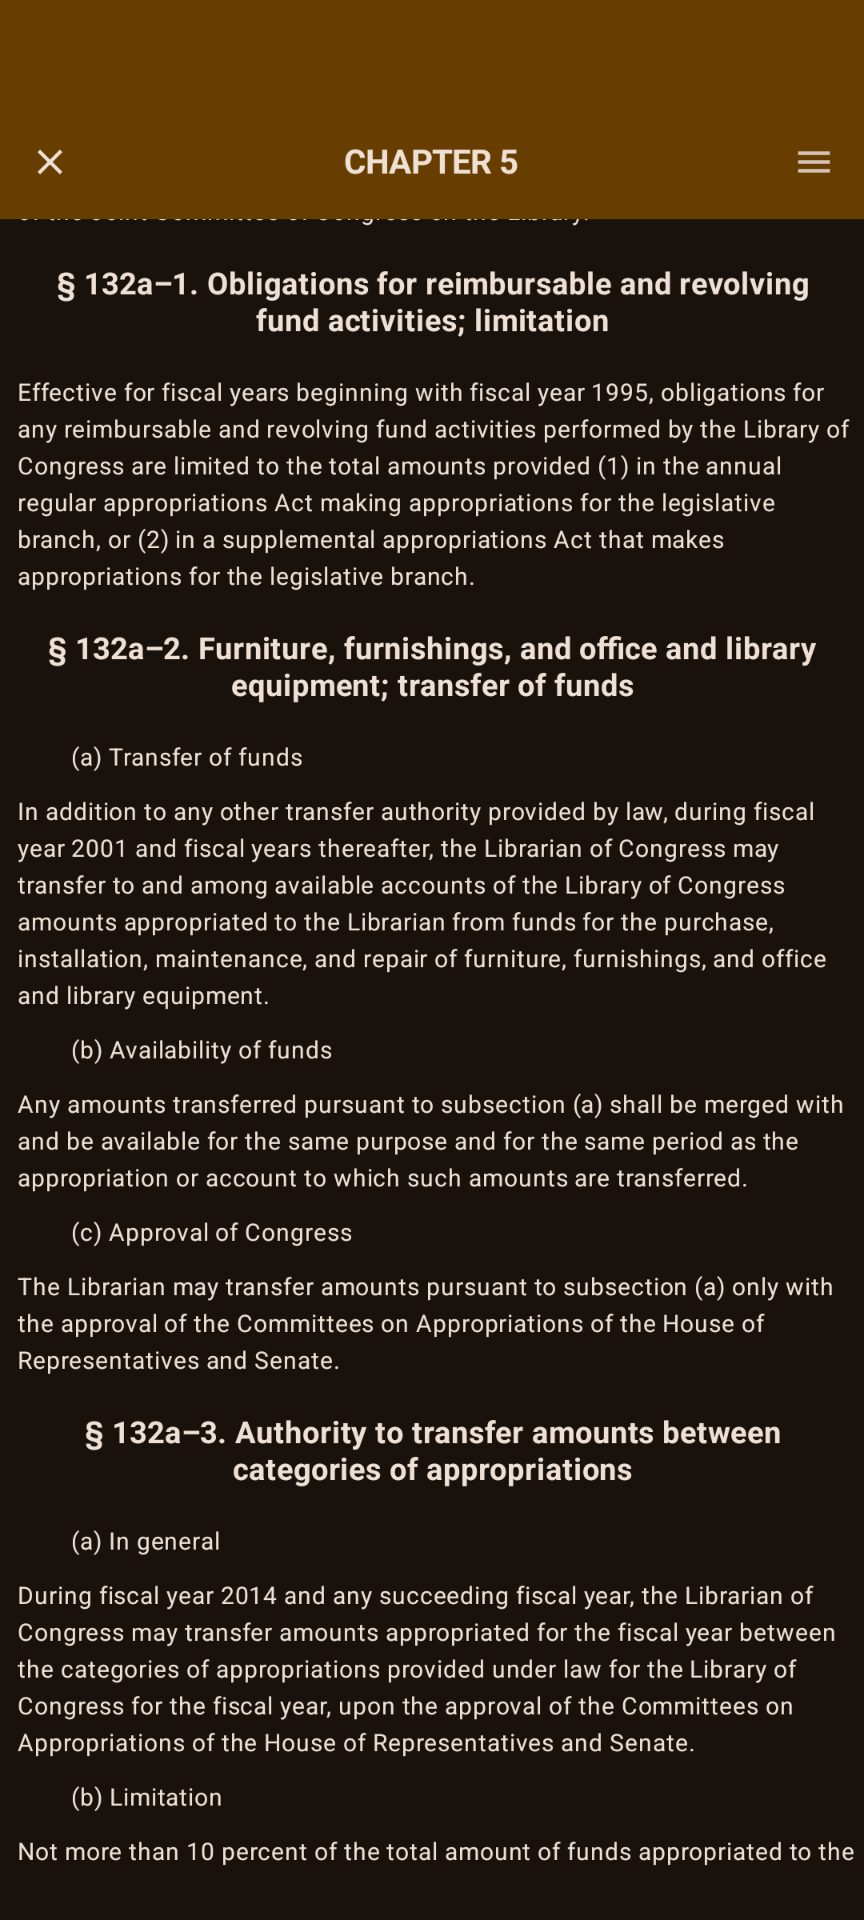 CHAPTER 5
of the Joint Committee of Congress on the Library.
§ 132a–1. Obligations for reimbursable and revolving
fund activities; limitation
Effective for fiscal years beginning with fiscal year 1995, obligations for
any reimbursable and revolving fund activities performed by the Library of
Congress are limited to the total amounts provided (1) in the annual
regular appropriations Act making appropriations for the legislative
branch, or (2) in a supplemental appropriations Act that makes
appropriations for the legislative branch.
§ 132a–2. Furniture, furnishings, and office and library
equipment; transfer of funds
(a) Transfer of funds
In addition to any other transfer authority provided by law, during fiscal
year 2001 and fiscal years thereafter, the Librarian of Congress may
transfer to and among available accounts of the Library of Congress
amounts appropriated to the Librarian from funds for the purchase,
installation, maintenance, and repair of furniture, furnishings, and office
and library equipment.
(b) Availability of funds
Any amounts transferred pursuant to subsection (a) shall be merged with
and be available for the same purpose and for the same period as the
appropriation or account to which such amounts are transferred.
(c) Approval of Congress
The Librarian may transfer amounts pursuant to subsection (a) only with
the approval of the Committees on Appropriations of the House of
Representatives and Senate.
§ 132a–3. Authority to transfer amounts between
categories of appropriations
(a) In general
During fiscal year 2014 and any succeeding fiscal year, the Librarian of
Congress may transfer amounts appropriated for the fiscal year between
the categories of appropriations provided under law for the Library of
Congress for the fiscal year, upon the approval of the Committees on
Appropriations of the House of Representatives and Senate.
(b) Limitation
Not more than 10 percent of the total amount of funds appropriated to the